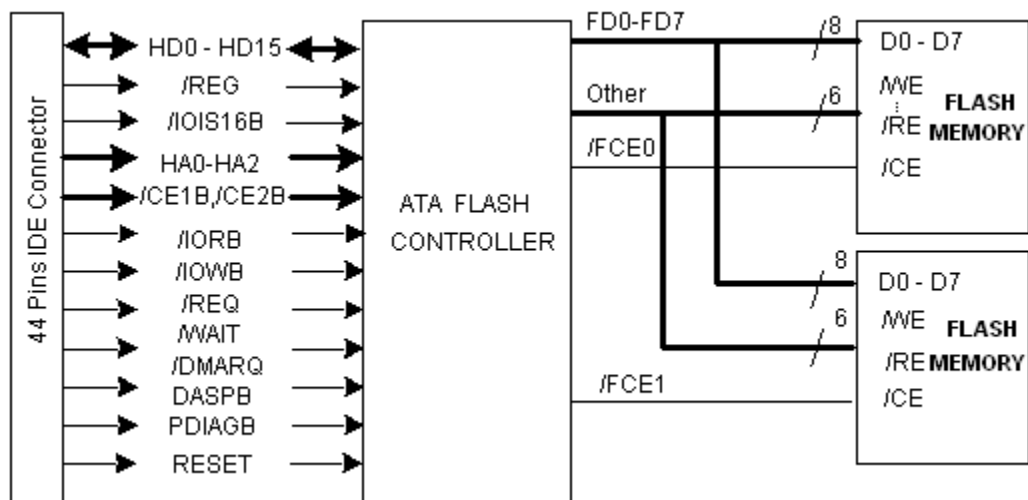 44 Pins IDE Connector
HD0 - HD15
/REG
/IOIS16B
HA0-HA2
/CE1B,/CE2B
/IORB
/IOWB
/REQ
/WAIT
/DMARQ
DASPB
PDIAGB
RESET
ATA FLASH
CONTROLLER
FD0-FD7
/8
Other
/6
/FCE0
D0 - D7
/WE
/RE
/CE
FLASH
MEMORY
8
6
/FCE1
D0 - D7
/WE
/RE
/CE
FLASH
MEMORY